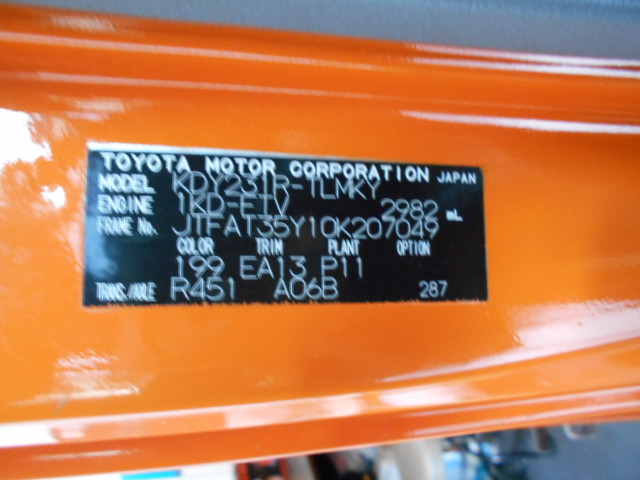 TOYOTA MOTOR CORPORATION JAPAN
MODEL KDY231R-TLMKY
ENGINE 1KD-FTV 2982 mL
FRAME No. JTFAT35Y10K207049
COLOR TRIM PLANT OPTION
199 EA13 P11
TRANS./AXLE R451 A06B 287